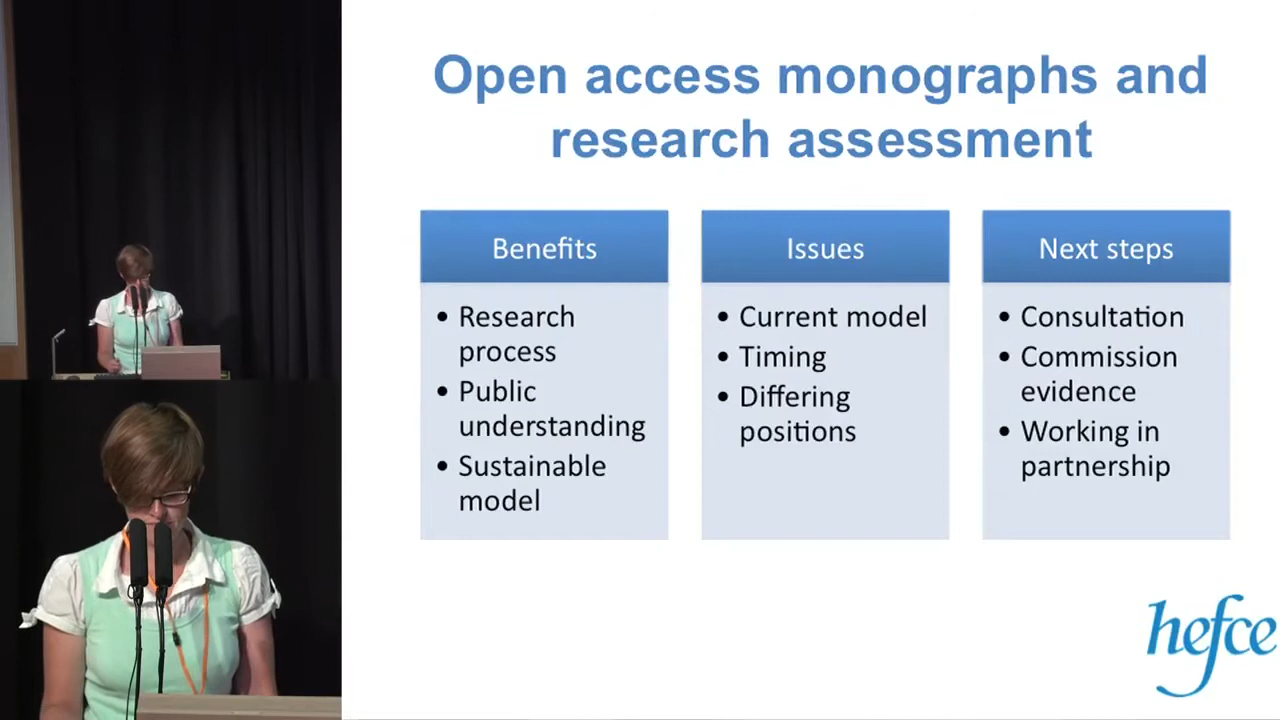 Open access monographs and
research assessment
Benefits
• Research
process
• Public
understanding
• Sustainable
model
Issues
• Current model
• Timing
• Differing
positions
Next steps
• Consultation
• Commission
evidence
• Working in
partnership
hefce